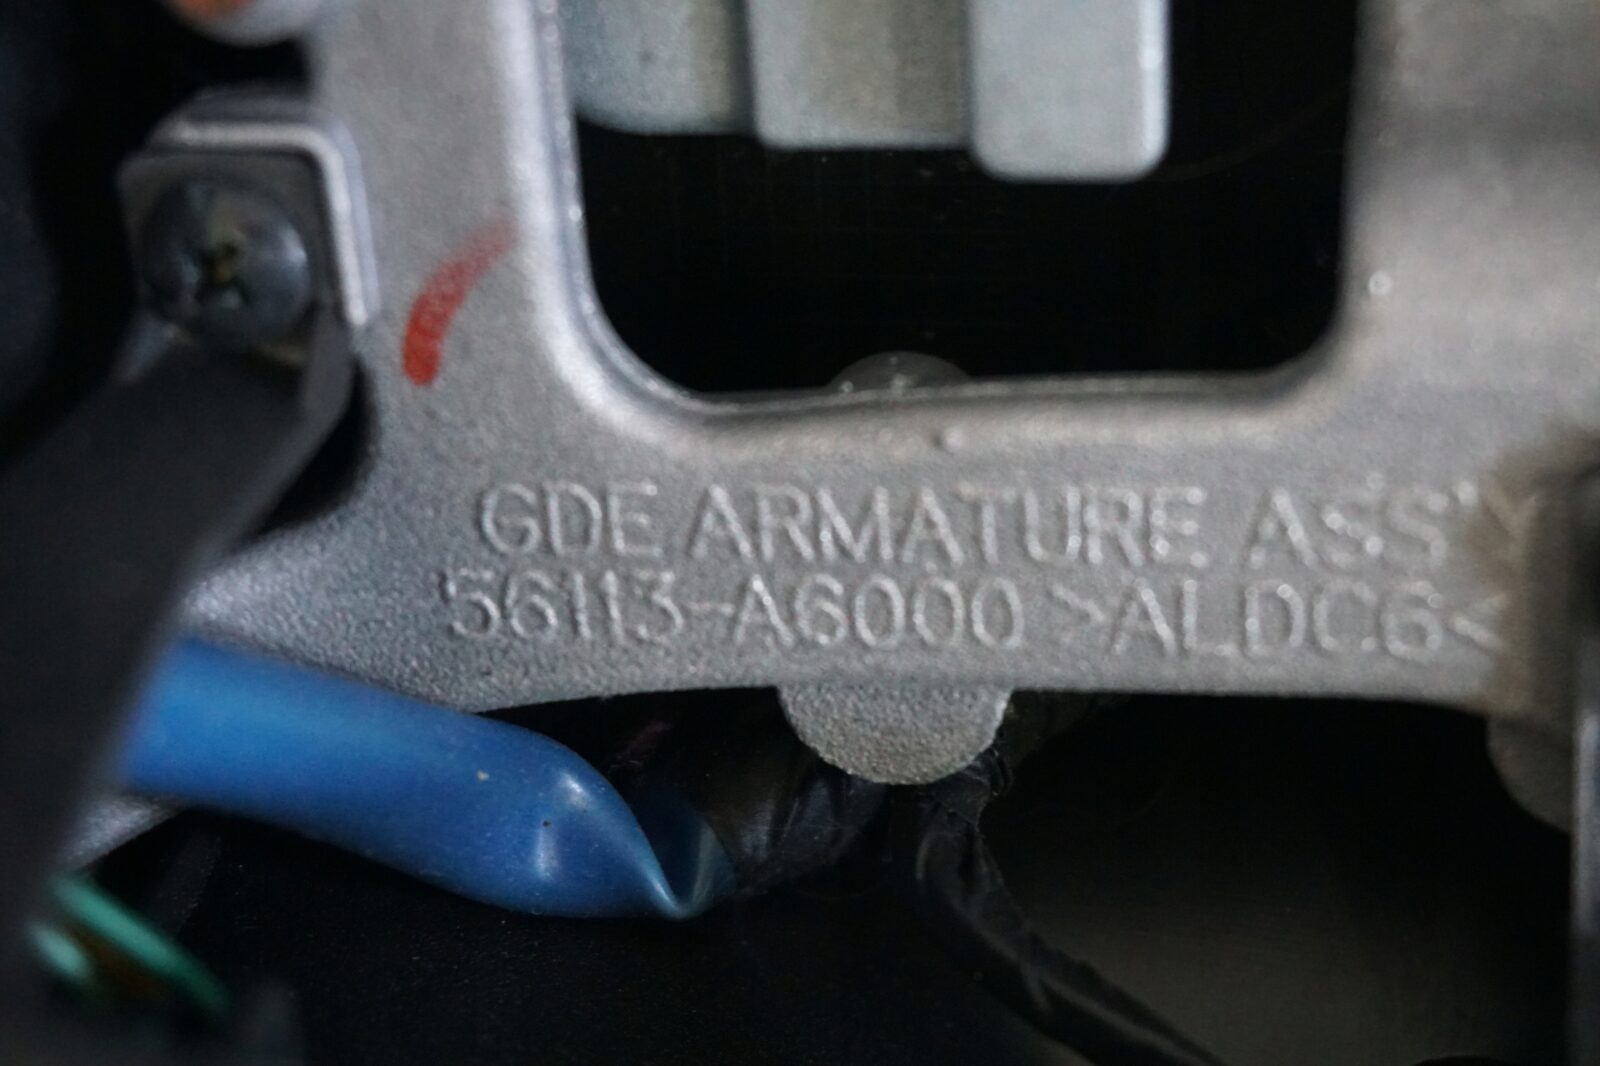 GDE ARMATURE ASS'Y
56113-A6000 >ALDC6<